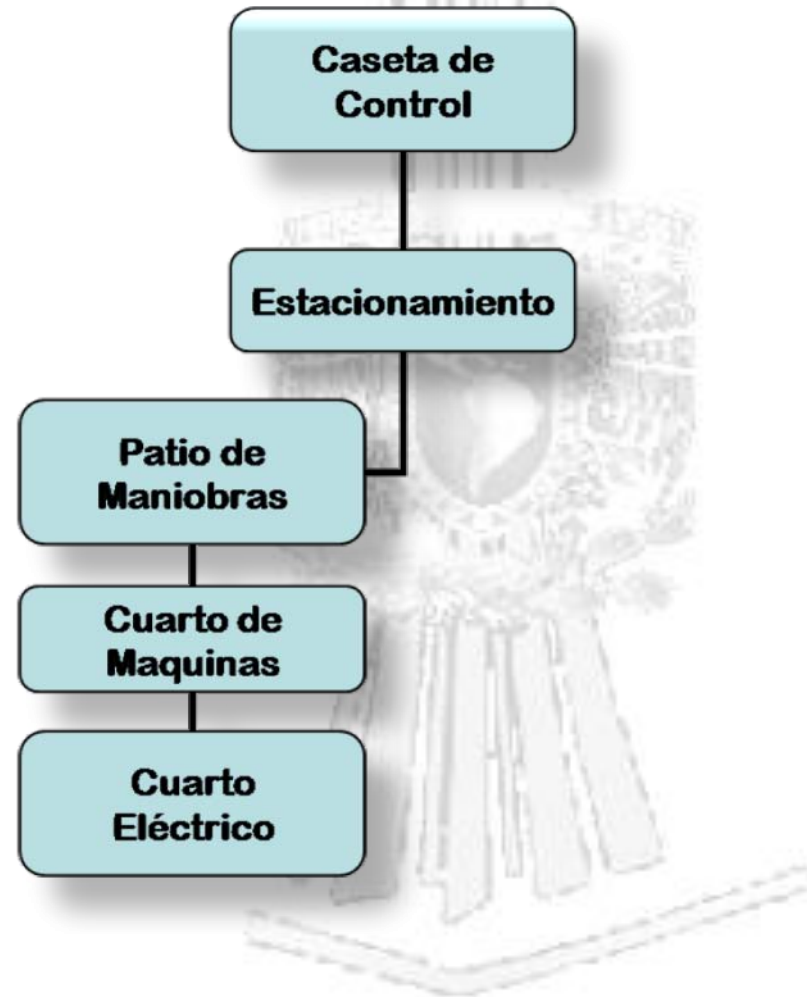 Caseta de
Control
Estacionamiento
Patio de
Maniobras
Cuarto de
Maquinas
Cuarto
Eléctrico